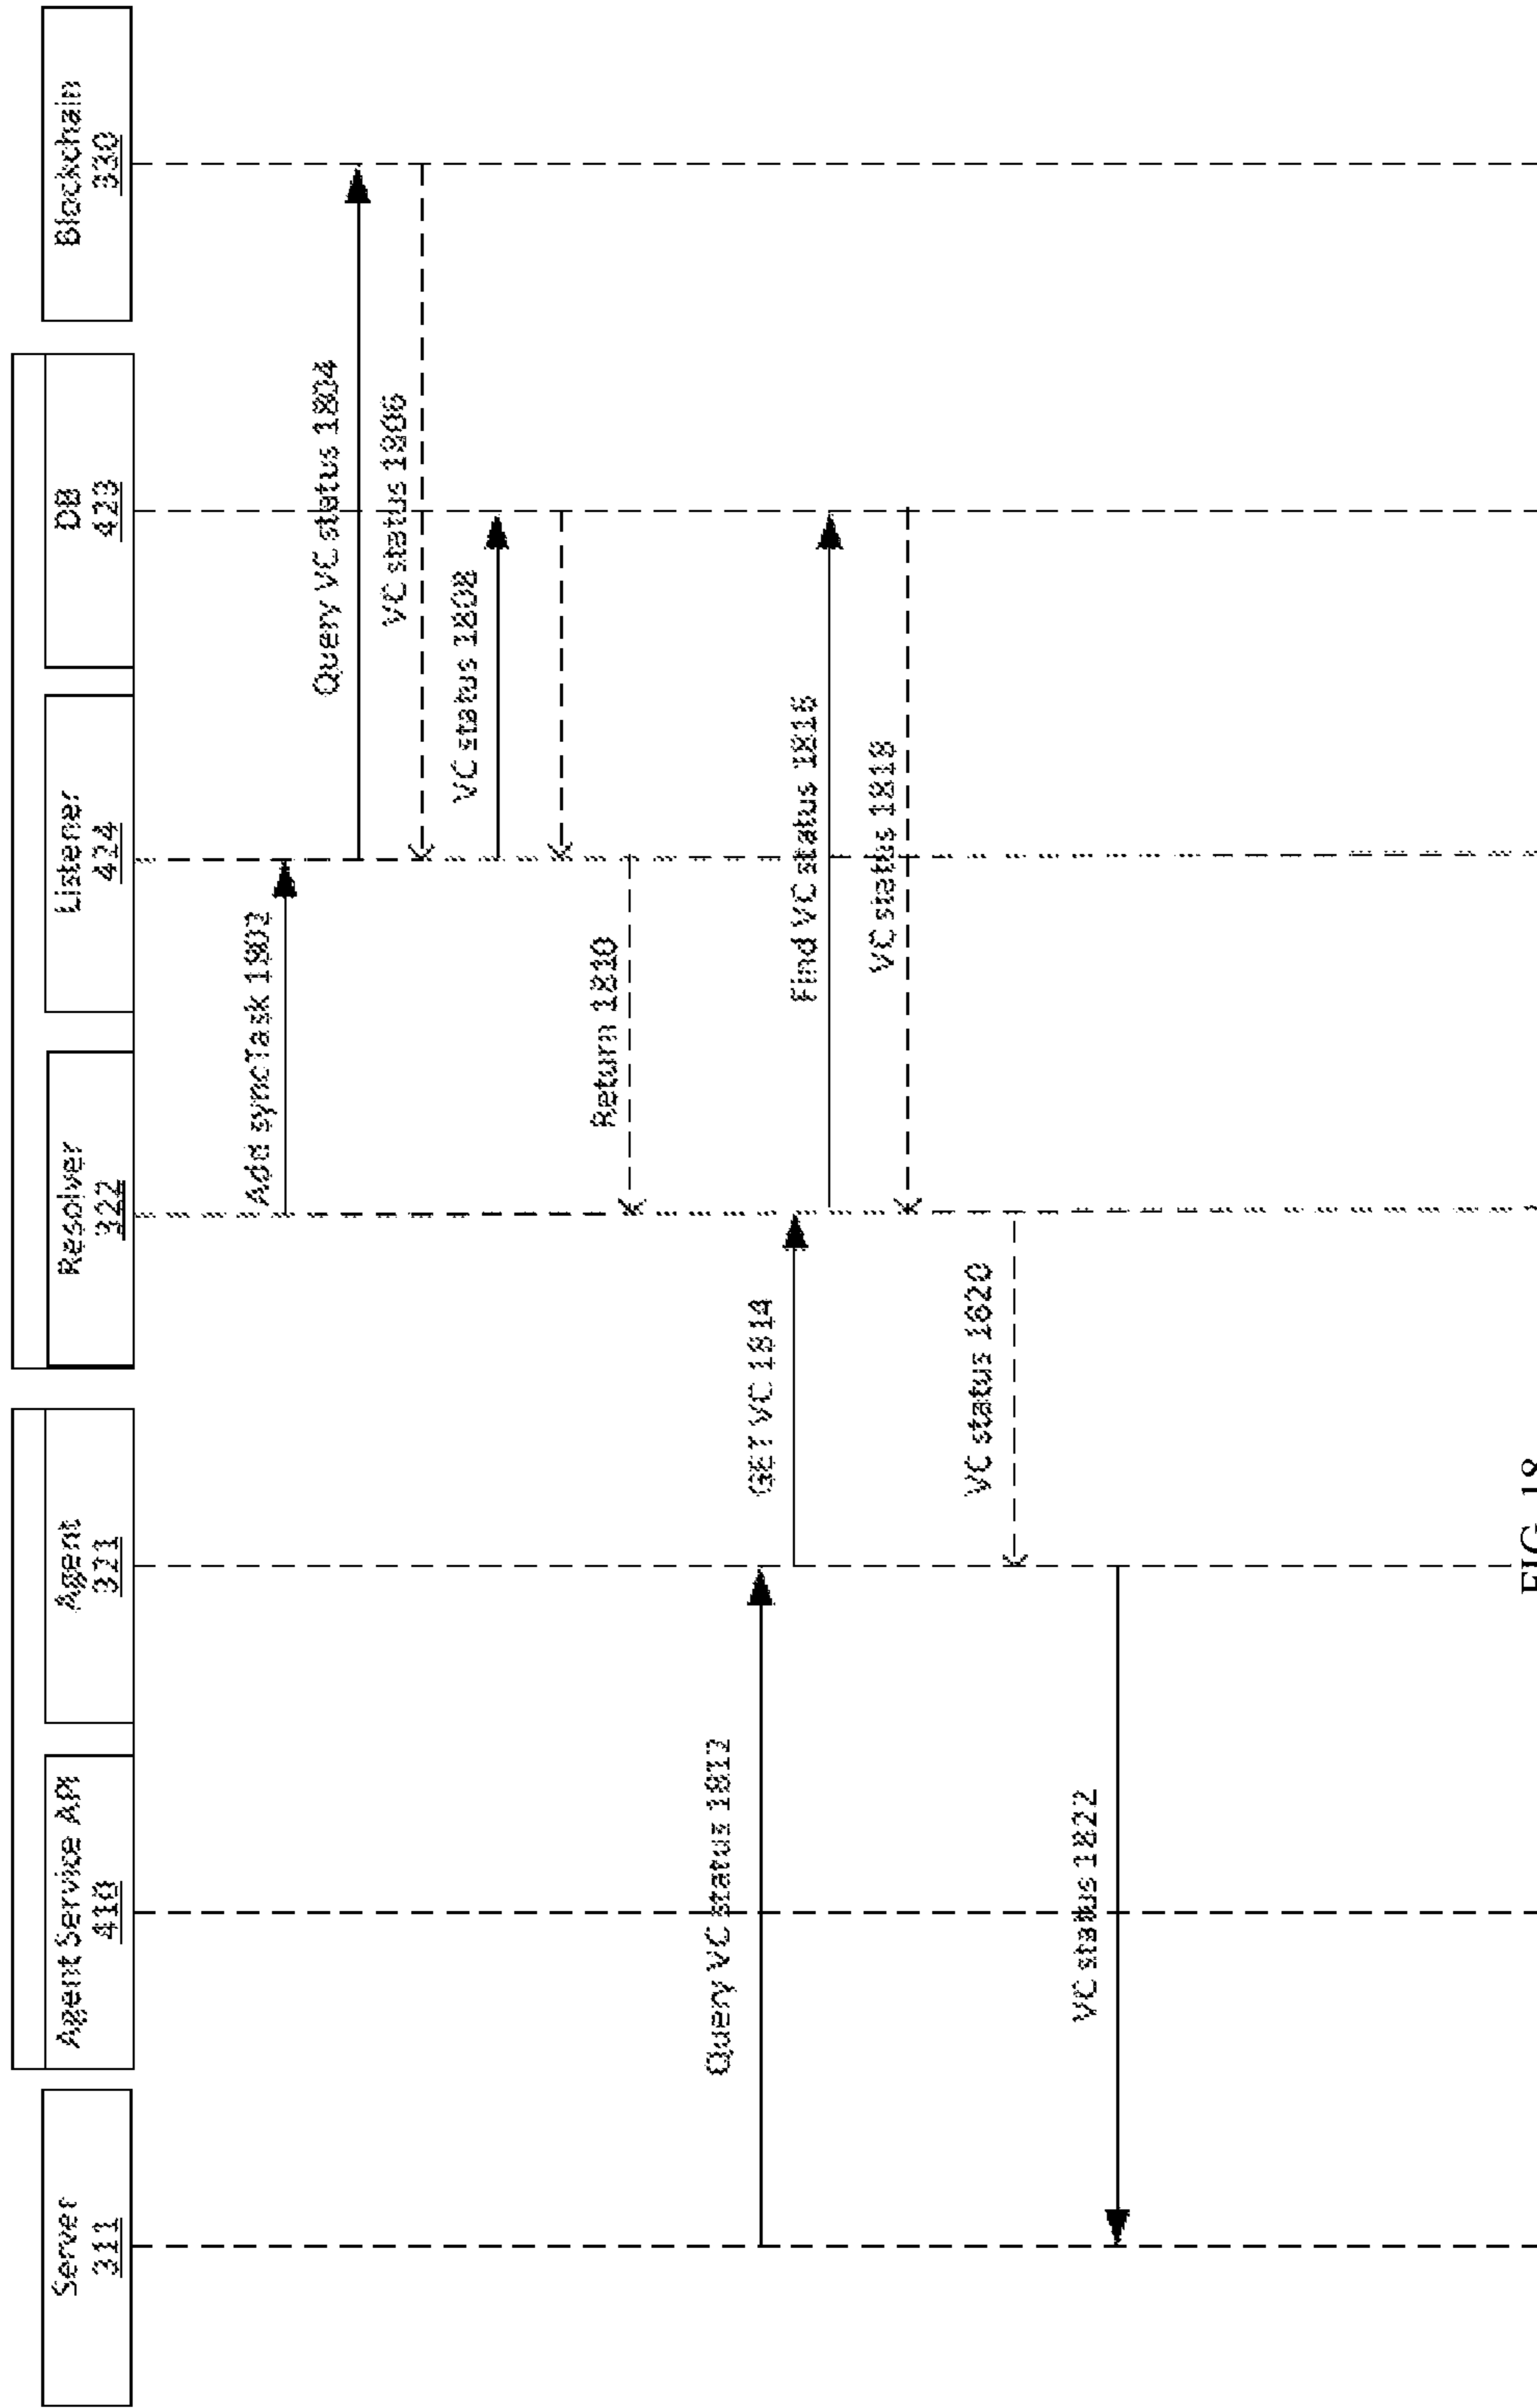 Server
311
Agent Service API
410
Agent
321
Resolver
322
Listener
424
DB
423
Blockchain
330
Add syncTask 1802
Query VC status 1804
VC status 1806
VC status 1808
Return 1810
Query VC status 1812
GET VC 1814
Find VC status 1816
VC status 1818
VC status 1820
VC status 1822
FIG. 18